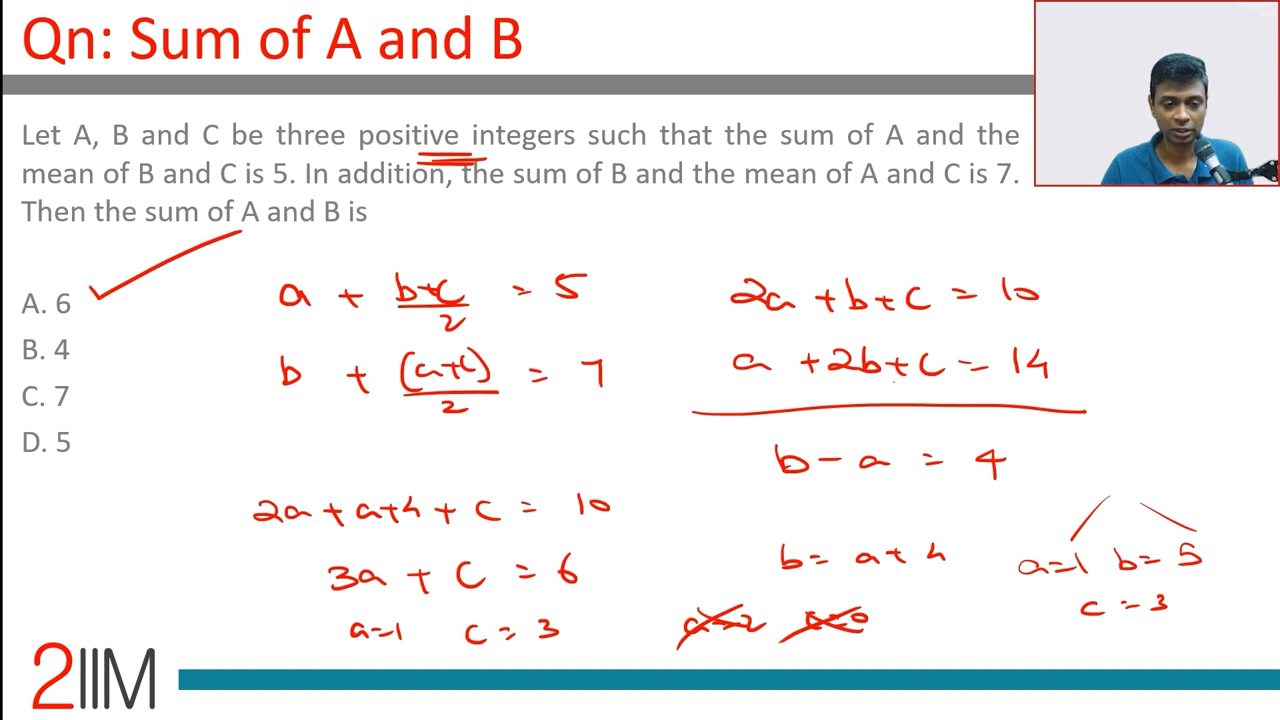 Qn: Sum of A and B
Let A, B and C be three positive integers such that the sum of A and the
mean of B and C is 5. In addition, the sum of B and the mean of A and C is 7.
Then the sum of A and B is
A. 6
B. 4
C. 7
D. 5
a + b+c/2 = 5
b + (a+c)/2 = 7
2a + b + c = 10
a + 2b + c = 14
b - a = 4
2a + a+4 + c = 10
3a + c = 6
a=1 c = 3
b = a + 4
a=2 c=0
a=1 b = 5
c = 3
2IIM